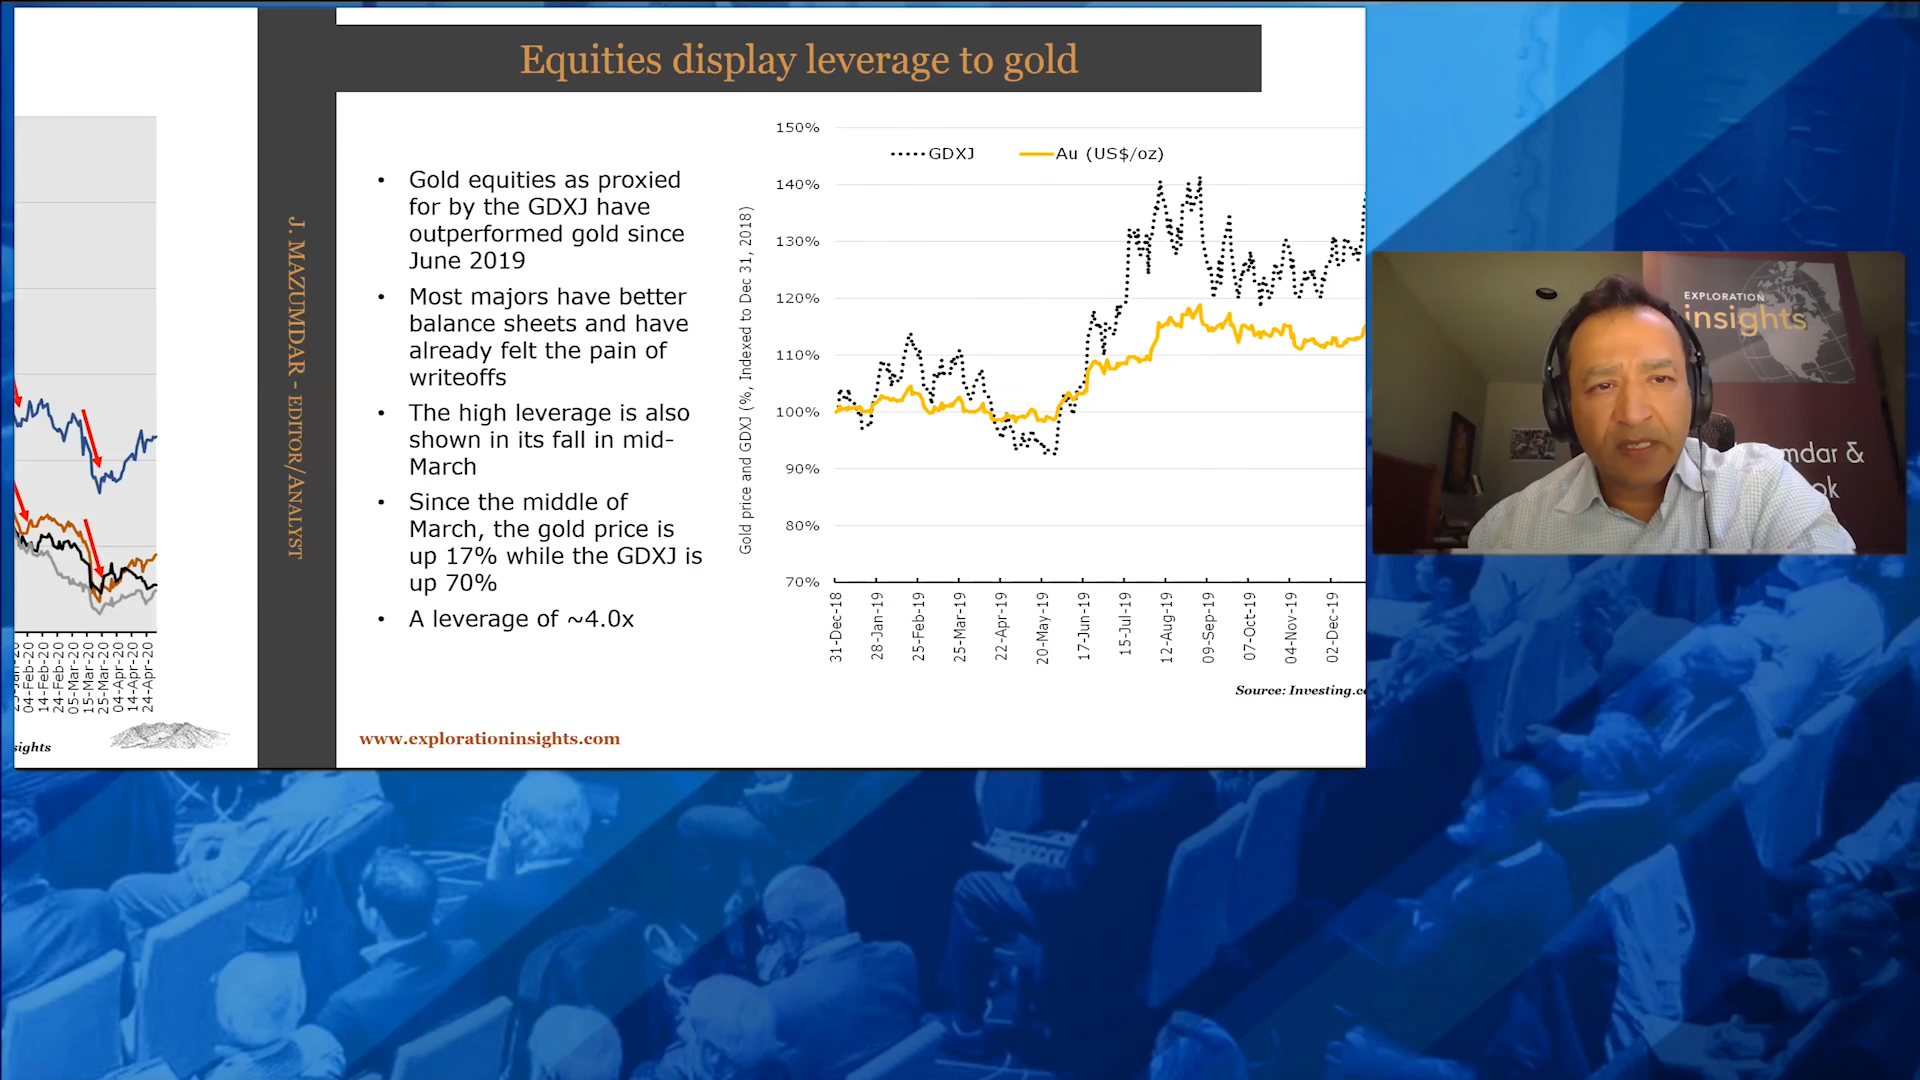 Equities display leverage to gold
J. MAZUMDAR - EDITOR/ANALYST
• Gold equities as proxied
for by the GDXJ have
outperformed gold since
June 2019
• Most majors have better
balance sheets and have
already felt the pain of
writeoffs
• The high leverage is also
shown in its fall in mid-
March
• Since the middle of
March, the gold price is
up 17% while the GDXJ is
up 70%
• A leverage of ~4.0x
www.explorationinsights.com
Gold price and GDXJ (%, Indexed to Dec 31, 2018)
GDXJ
Au (US$/oz)
150%
140%
130%
120%
110%
100%
90%
80%
70%
31-Dec-18
28-Jan-19
25-Feb-19
25-Mar-19
22-Apr-19
20-May-19
17-Jun-19
15-Jul-19
12-Aug-19
09-Sep-19
07-Oct-19
04-Nov-19
02-Dec-19
Source: Investing.c
04-Feb-20
14-Feb-20
24-Feb-20
05-Mar-20
15-Mar-20
25-Mar-20
04-Apr-20
14-Apr-20
24-Apr-20
sights
EXPLORATION
insights
mdar &
ok